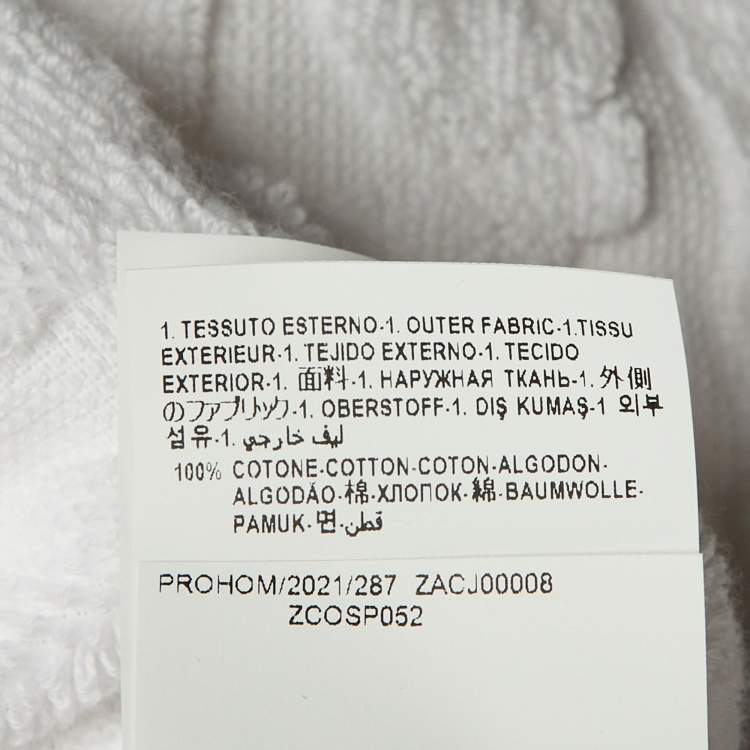 1. TESSUTO ESTERNO-1. OUTER FABRIC-1.TISSU
EXTERIEUR-1. TEJIDO EXTERNO-1. TECIDO
EXTERIOR-1. 面料-1. НАРУЖНАЯ ТКАНЬ-1. 外側
のファブリック-1. OBERSTOFF-1. DIŞ KUMAŞ-1 외부
섬유-1. ليف خارجي
100% COTONE-COTTON-COTON-ALGODON-
ALGODÃO-棉-ХЛОПОК-綿-BAUMWOLLE-
PAMUK-면-قطن
PROHOM/2021/287 ZACJ00008
ZCOSP052